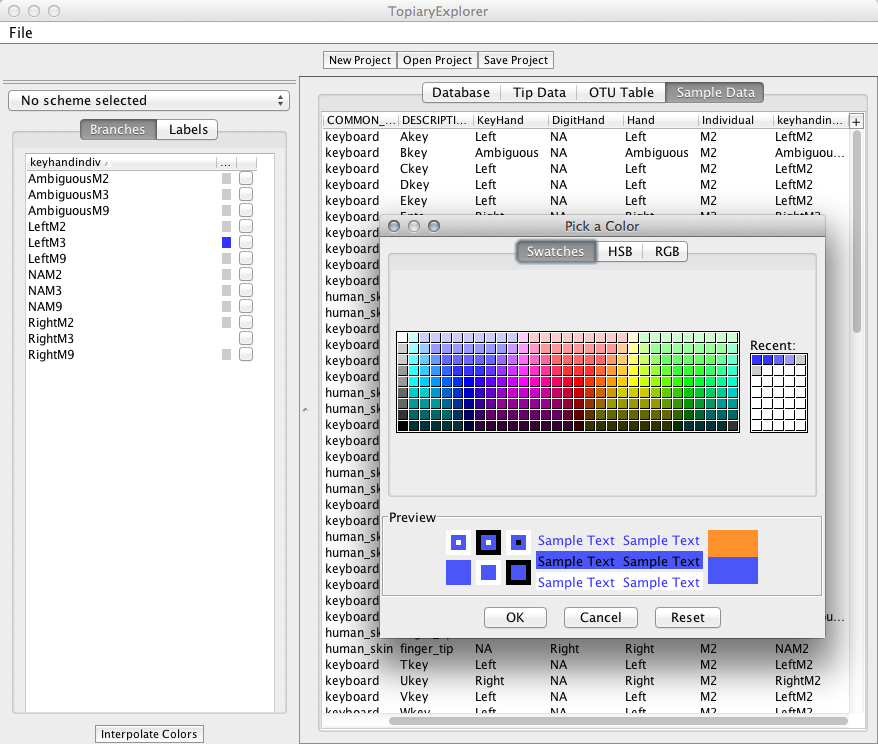 TopiaryExplorer
File
New Project Open Project Save Project
No scheme selected
Branches Labels
keyhandindiv ...
AmbiguousM2
AmbiguousM3
AmbiguousM9
LeftM2
LeftM3
LeftM9
NAM2
NAM3
NAM9
RightM2
RightM3
RightM9
Interpolate Colors
Database Tip Data OTU Table Sample Data
COMMON_... DESCRIPTI... KeyHand DigitHand Hand Individual keyhandin... +
keyboard Akey Left NA Left M2 LeftM2
keyboard Bkey Ambiguous NA Ambiguous M2 Ambiguou...
keyboard Ckey Left NA Left M2 LeftM2
keyboard Dkey Left NA Left M2 LeftM2
keyboard Ekey Left NA Left M2 LeftM2
keyboard Right NA Right M2 RightM2
keyboard
keyboard
keyboard
keyboard
human_sk
human_sk
keyboard
keyboard
keyboard
keyboard
human_sk
human_sk
keyboard
human_sk
keyboard
human_sk
human_sk
keyboard
keyboard
human_sk
human_sk
keyboard
human_sk
keyboard
keyboard ou...
human_sk
human_skin finger_tip NA Right Right M2 NAM2
keyboard Tkey Left NA Left M2 LeftM2
keyboard Ukey Right NA Right M2 RightM2
keyboard Vkey Left NA Left M2 LeftM2
keyboard Wkey Left NA Left M2 LeftM2
Pick a Color
Swatches HSB RGB
Recent:
Preview
Sample Text Sample Text
Sample Text Sample Text
Sample Text Sample Text
OK Cancel Reset